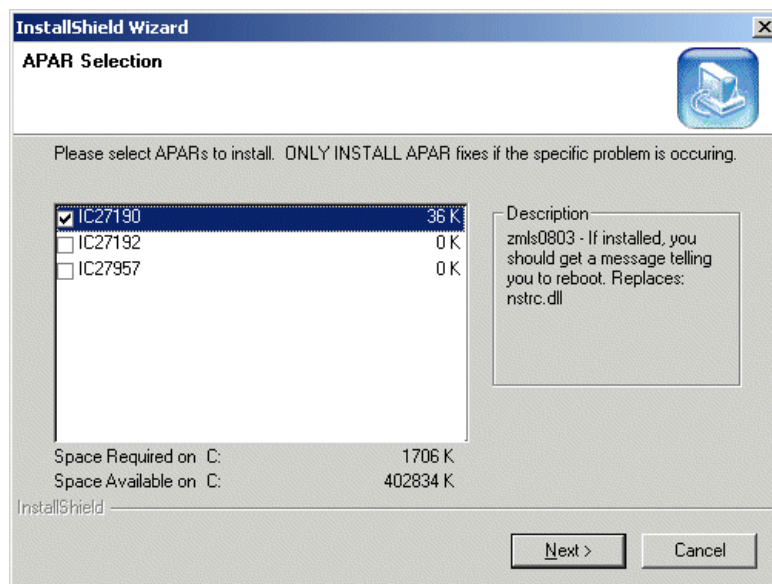 InstallShield Wizard
APAR Selection
Please select APARs to install.  ONLY INSTALL APAR fixes if the specific problem is occuring.
IC27190 36 K
IC27192 0 K
IC27957 0 K
Description
zmls0803 - If installed, you
should get a message telling
you to reboot. Replaces:
nstrc.dll
Space Required on  C: 1706 K
Space Available on  C: 402834 K
InstallShield
Next >
Cancel